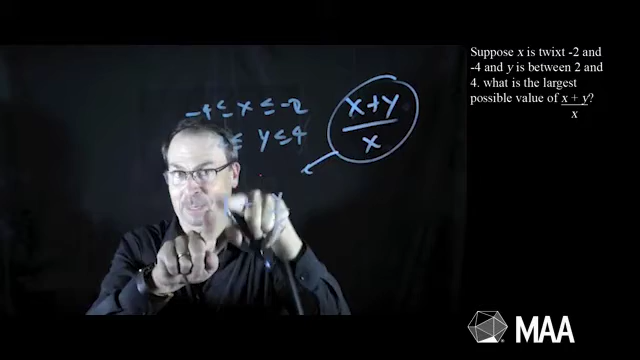 Suppose x is twixt -2 and
-4 and y is between 2 and
4. what is the largest
possible value of x + y?
x
-4 ≤ x ≤ -2
≤ y ≤ 4
x+y
x
MAA